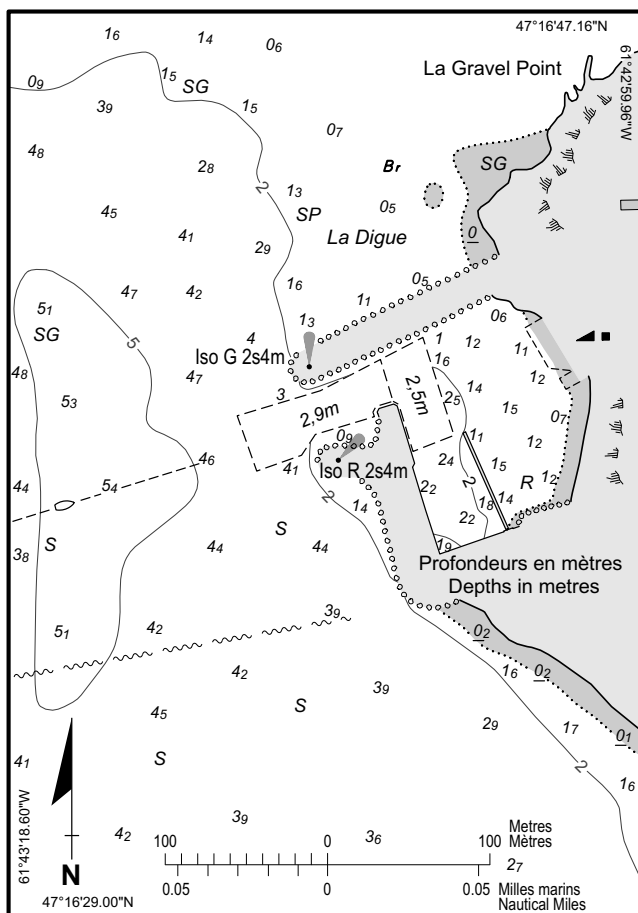 47°16'47.16"N
61°42'59.96"W
La Gravel Point
1₆ 1₄ 0₆
0₉ 1₅ SG
3₉ 1₅
4₈ 0₇
2₈ Br SG
1₃ 0₅
4₅ SP
4₁ 2₉ La Digue 0
4₇ 4₂ 1₆ 1₁ 0₅
2
5₁ 1₃ 0₆
SG 5 4 1 1₂ 1₁
Iso G 2s4m 1₆
4₈ 4₇ 3 2,5m 1₄ 1₂
5₃ 2,9m 2₅ 1₅ 0₇
0₉ 1₁ 1₂
4₆ 4₁ Iso R 2s4m 2₄ 1₅ R 1₂
4₄ 5₄ 2 1₄ 2₂ 2 1₈ 1₄
S 2₂
3₈ 4₄ 4₄ 1₉
Profondeurs en mètres
Depths in metres
5₁ 4₂ 3₉ 0₂
4₂ 3₉ 1₆ 0₂
4₅ S 2₉ 1₇ 0₁
4₁ S 2 1₆
61°43'18.60"W
4₂ 3₉ 3₆
Metres
100 0 100 Mètres
2₇
0.05 0 0.05 Milles marins
Nautical Miles
N
47°16'29.00"N